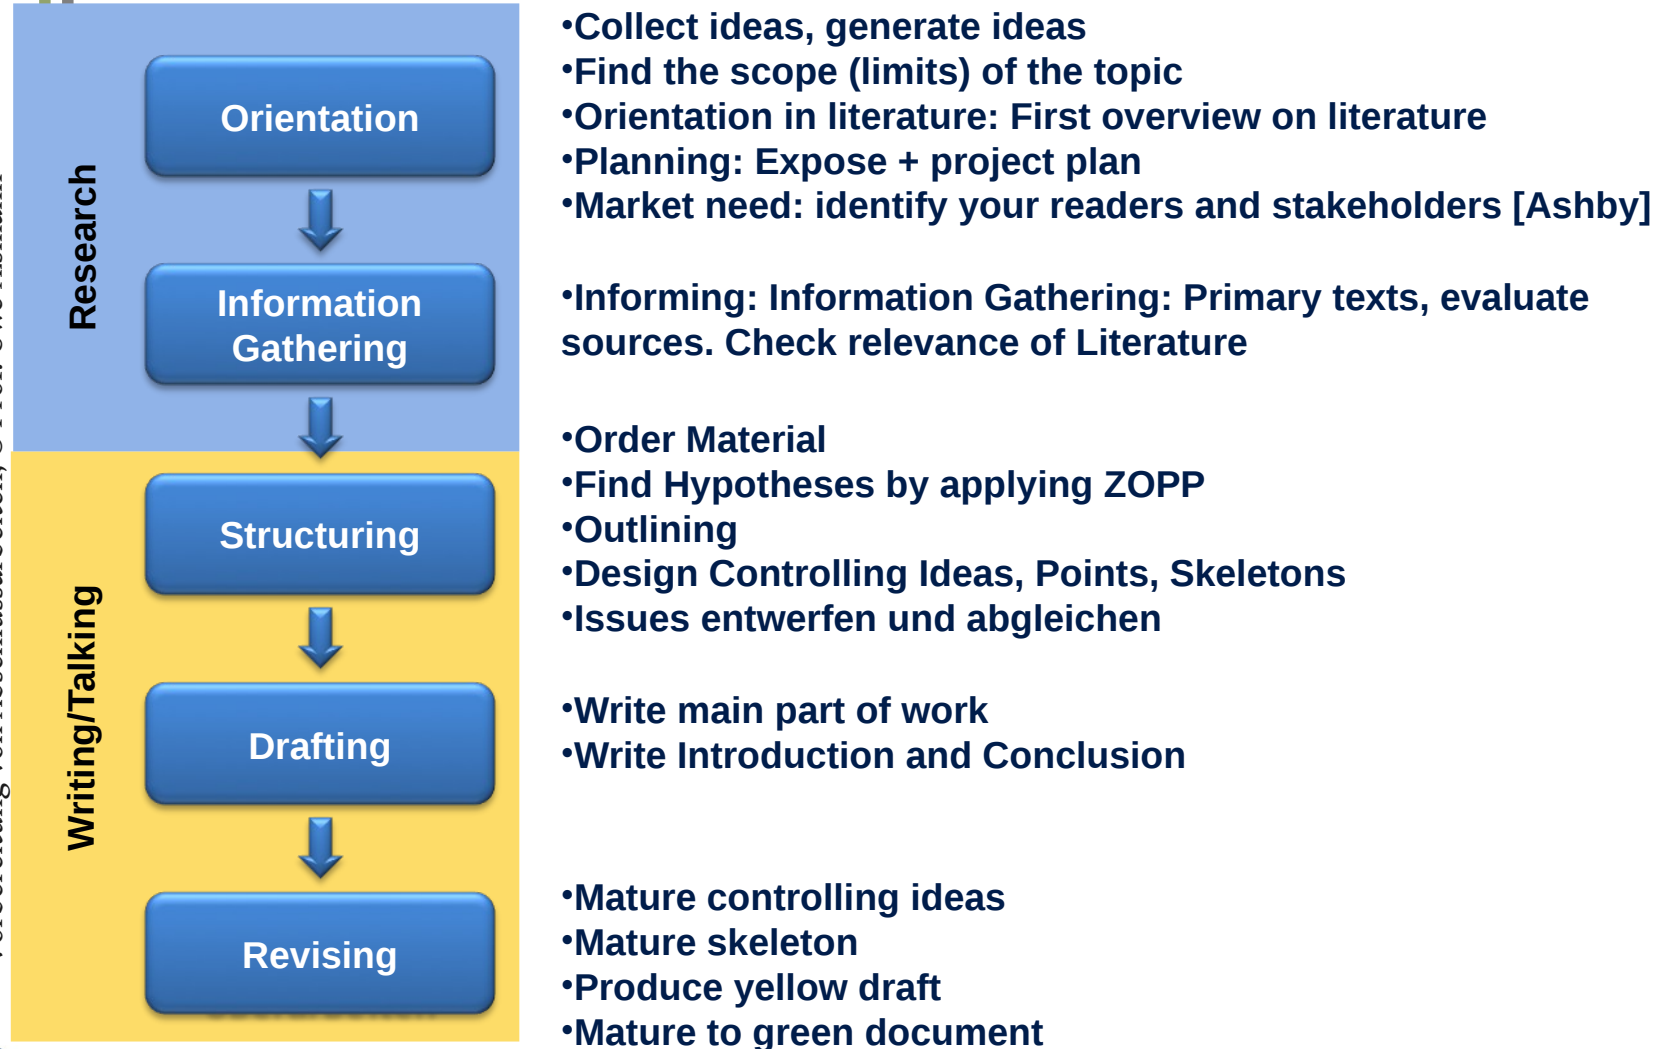 Research
Orientation
•Collect ideas, generate ideas
•Find the scope (limits) of the topic
•Orientation in literature: First overview on literature
•Planning: Expose + project plan
•Market need: identify your readers and stakeholders [Ashby]
Information
Gathering
•Informing: Information Gathering: Primary texts, evaluate
sources. Check relevance of Literature
Writing/Talking
Structuring
•Order Material
•Find Hypotheses by applying ZOPP
•Outlining
•Design Controlling Ideas, Points, Skeletons
•Issues entwerfen und abgleichen
Drafting
•Write main part of work
•Write Introduction and Conclusion
Revising
•Mature controlling ideas
•Mature skeleton
•Produce yellow draft
•Mature to green document